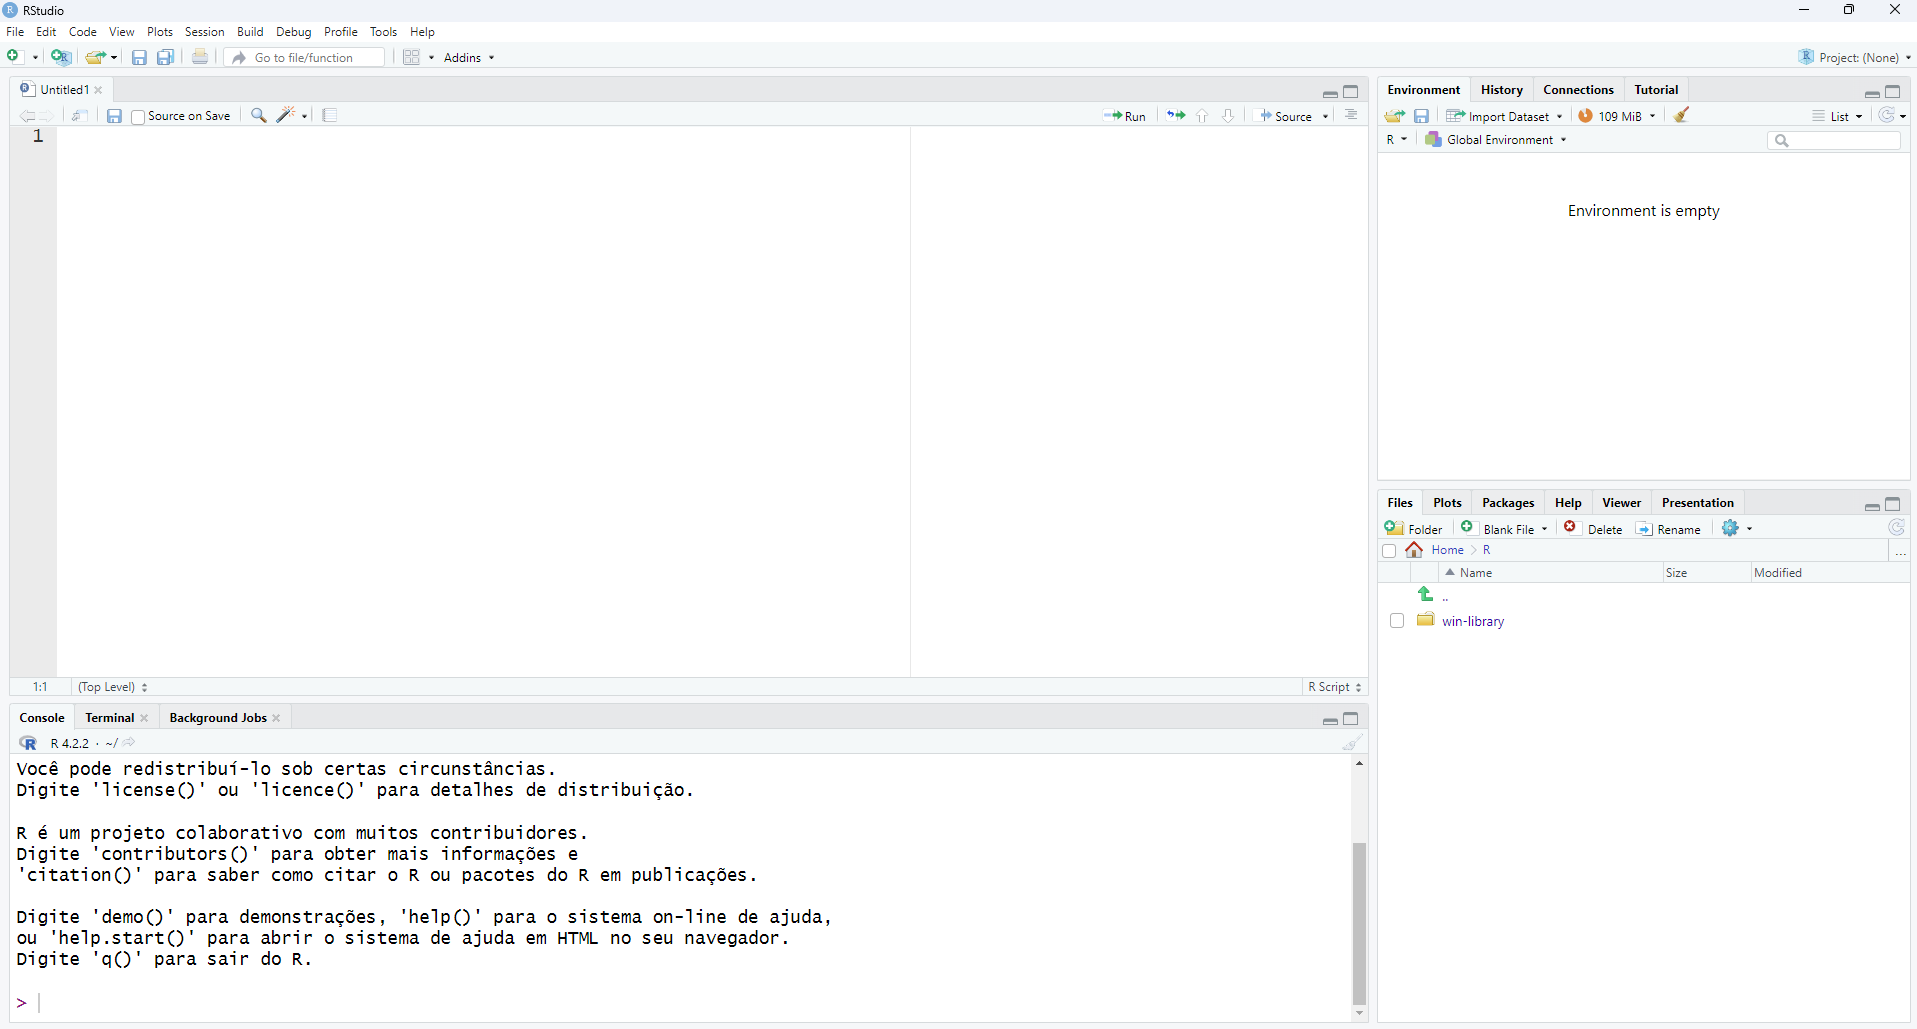 RStudio
File Edit Code View Plots Session Build Debug Profile Tools Help
Go to file/function Addins Project: (None)
Untitled1
Source on Save Run Source
1
1:1 (Top Level) R Script
Console Terminal Background Jobs
R 4.2.2 · ~/
Você pode redistribuí-lo sob certas circunstâncias.
Digite 'license()' ou 'licence()' para detalhes de distribuição.
R é um projeto colaborativo com muitos contribuidores.
Digite 'contributors()' para obter mais informações e
'citation()' para saber como citar o R ou pacotes do R em publicações.
Digite 'demo()' para demonstrações, 'help()' para o sistema on-line de ajuda,
ou 'help.start()' para abrir o sistema de ajuda em HTML no seu navegador.
Digite 'q()' para sair do R.
>
Environment History Connections Tutorial
Import Dataset 109 MiB List
R Global Environment
Environment is empty
Files Plots Packages Help Viewer Presentation
Folder Blank File Delete Rename
Home R ...
Name Size Modified
..
win-library